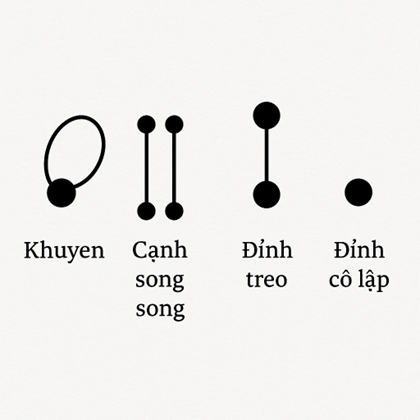 Khuyen
Cạnh
song
song
Đỉnh
treo
Đỉnh
cô lập